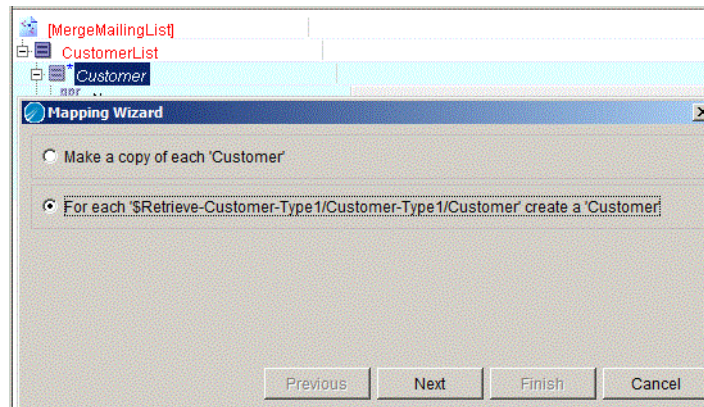 [MergeMailingList]
CustomerList
*Customer
Mapping Wizard
Make a copy of each 'Customer'
For each '$Retrieve-Customer-Type1/Customer-Type1/Customer' create a 'Customer'
Previous Next Finish Cancel